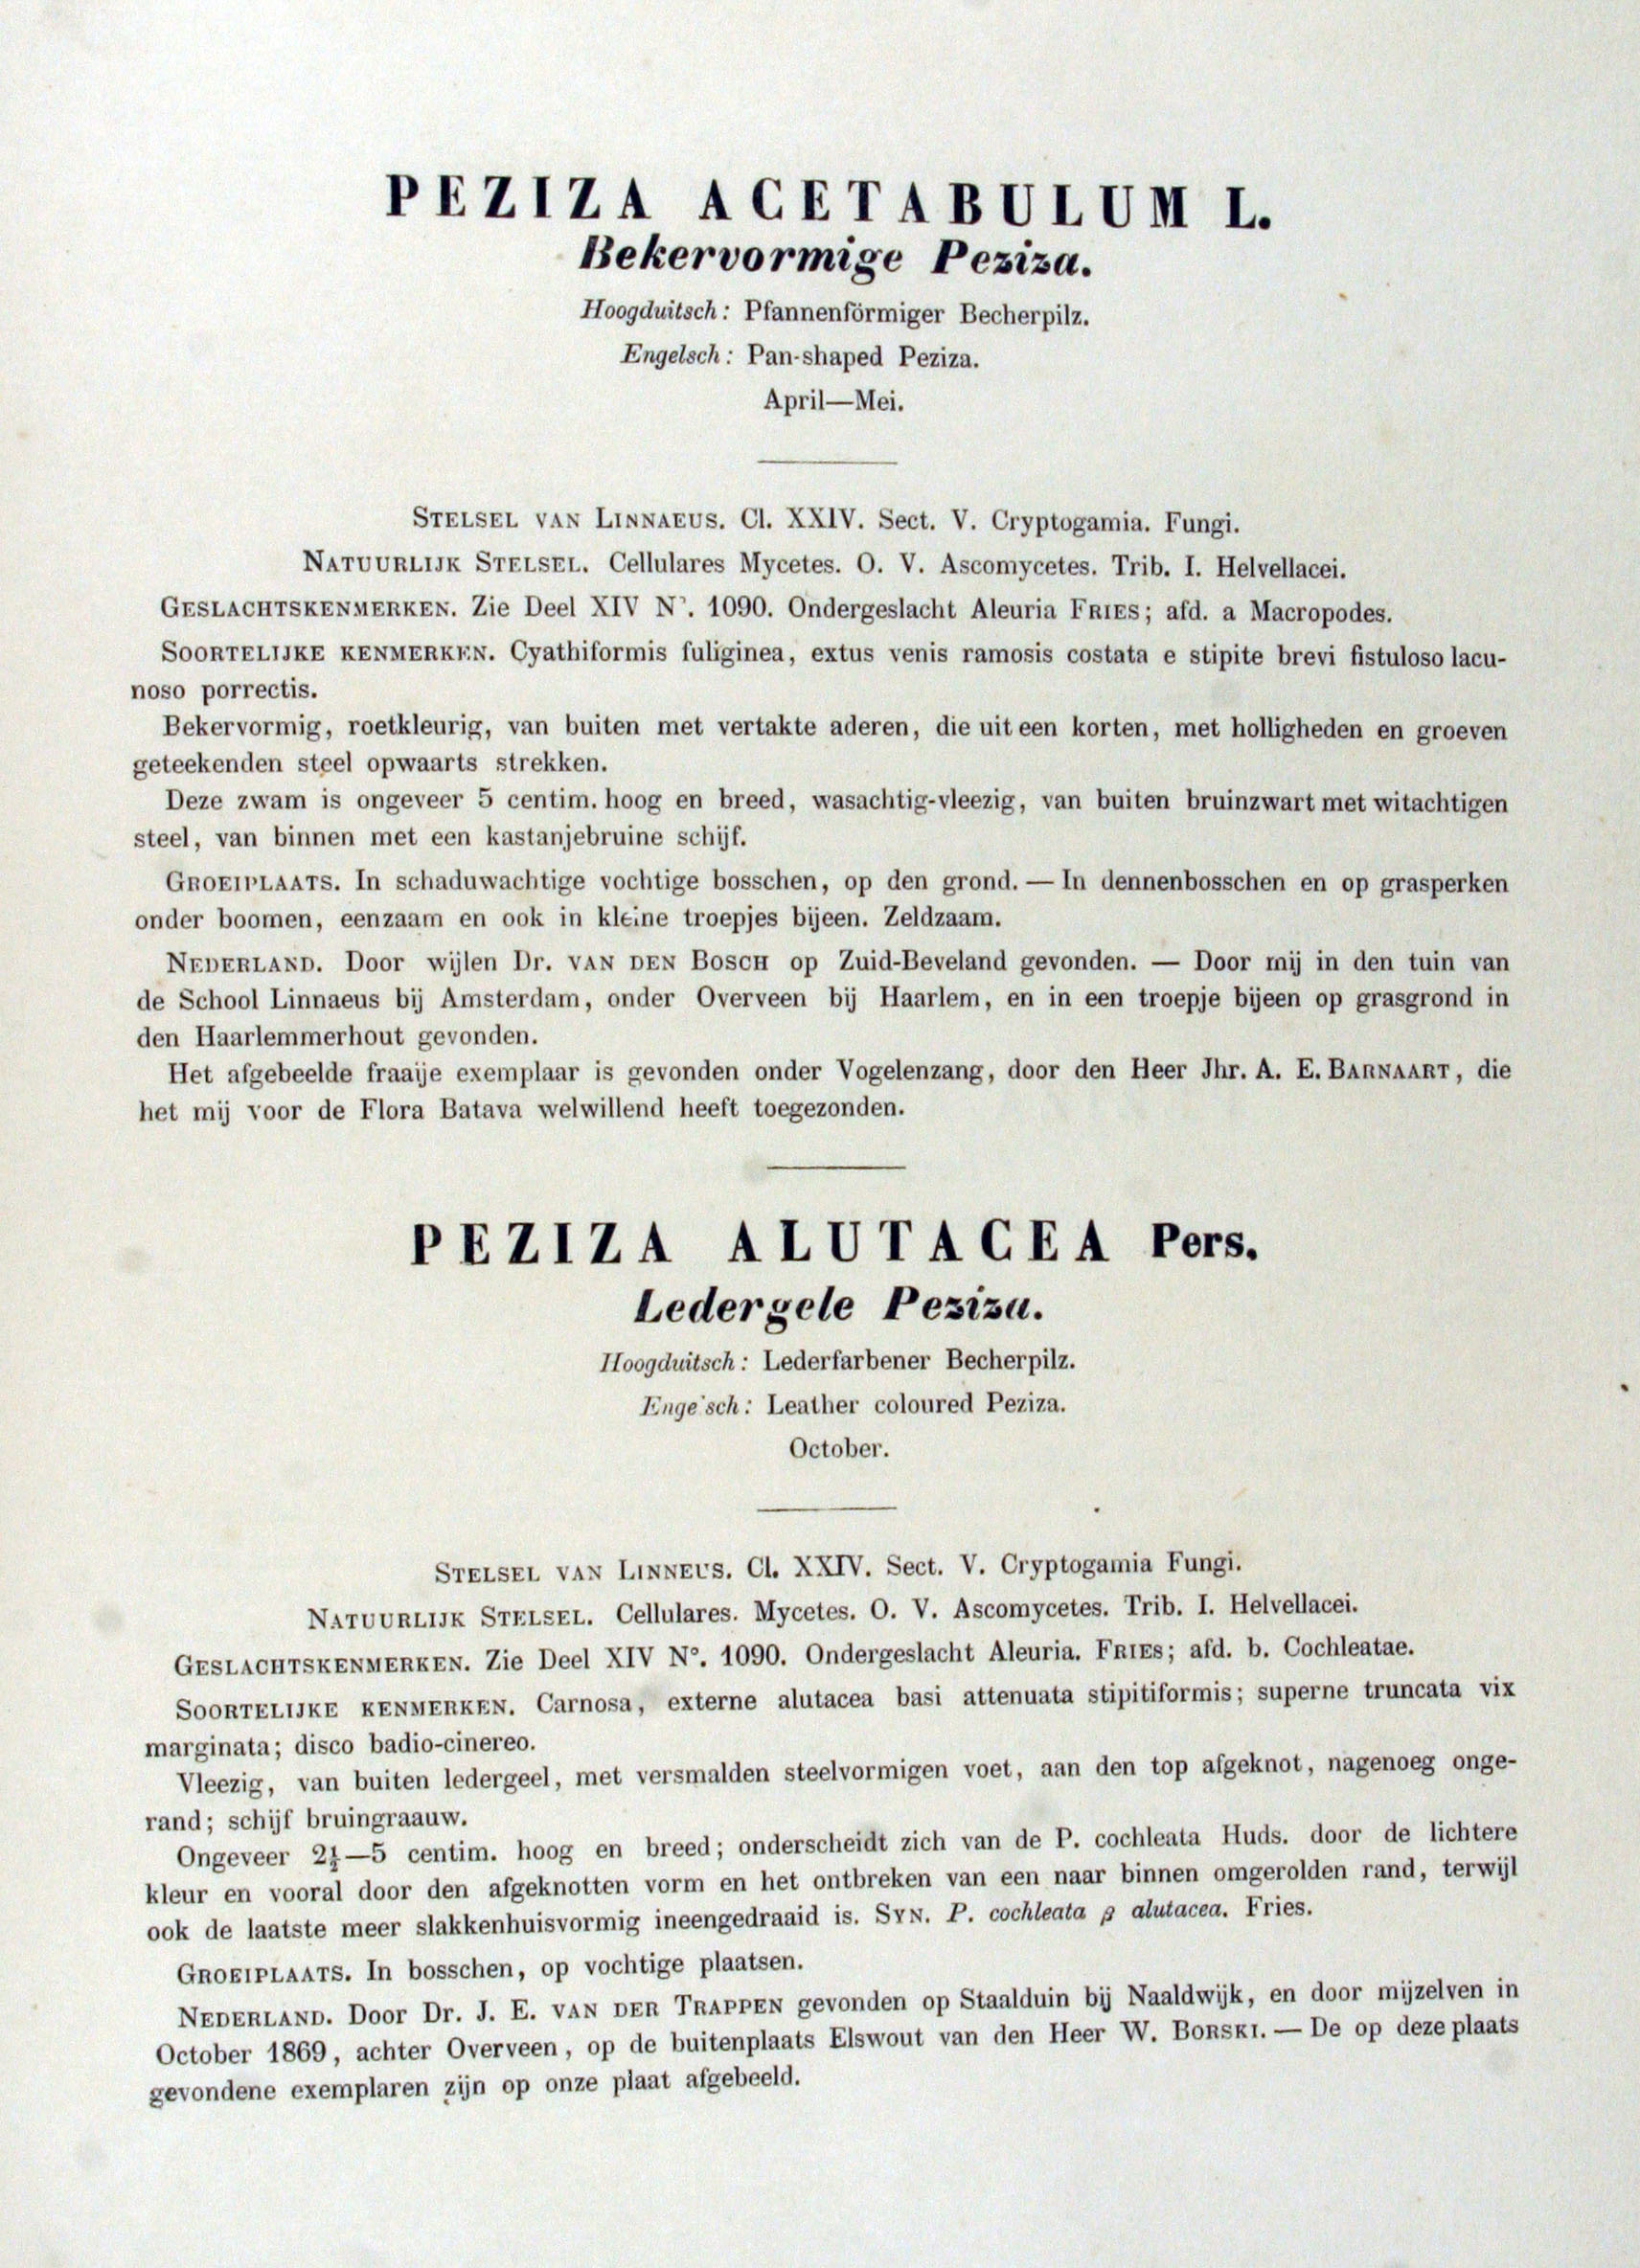 PEZIZA ACETABULUM L.
Bekervormige Peziza.
Hoogduitsch: Pfannenförmiger Becherpilz.
Engelsch: Pan-shaped Peziza.
April—Mei.
STELSEL VAN LINNAEUS. Cl. XXIV. Sect. V. Cryptogamia. Fungi.
NATUURLIJK STELSEL. Cellulares Mycetes. O. V. Ascomycetes. Trib. I. Helvellacei.
GESLACHTSKENMERKEN. Zie Deel XIV N°. 1090. Ondergeslacht Aleuria FRIES; afd. a Macropodes.
SOORTELIJKE KENMERKEN. Cyathiformis fuliginea, extus venis ramosis costata e stipite brevi fistuloso lacu-
noso porrectis.
Bekervormig, roetkleurig, van buiten met vertakte aderen, die uit een korten, met holligheden en groeven
geteekenden steel opwaarts strekken.
Deze zwam is ongeveer 5 centim. hoog en breed, wasachtig-vleezig, van buiten bruinzwart met witachtigen
steel, van binnen met een kastanjebruine schijf.
GROEIPLAATS. In schaduwachtige vochtige bosschen, op den grond. — In dennenbosschen en op grasperken
onder boomen, eenzaam en ook in kleine troepjes bijeen. Zeldzaam.
NEDERLAND. Door wijlen Dr. VAN DEN BOSCH op Zuid-Beveland gevonden. — Door mij in den tuin van
de School Linnaeus bij Amsterdam, onder Overveen bij Haarlem, en in een troepje bijeen op grasgrond in
den Haarlemmerhout gevonden.
Het afgebeelde fraaije exemplaar is gevonden onder Vogelenzang, door den Heer Jhr. A. E. BARNAART, die
het mij voor de Flora Batava welwillend heeft toegezonden.
PEZIZA ALUTACEA Pers.
Ledergele Peziza.
Hoogduitsch: Lederfarbener Becherpilz.
Engelsch: Leather coloured Peziza.
October.
STELSEL VAN LINNEUS. Cl. XXIV. Sect. V. Cryptogamia Fungi.
NATUURLIJK STELSEL. Cellulares. Mycetes. O. V. Ascomycetes. Trib. I. Helvellacei.
GESLACHTSKENMERKEN. Zie Deel XIV N°. 1090. Ondergeslacht Aleuria. FRIES; afd. b. Cochleatae.
SOORTELIJKE KENMERKEN. Carnosa, externe alutacea basi attenuata stipitiformis; superne truncata vix
marginata; disco badio-cinereo.
Vleezig, van buiten ledergeel, met versmalden steelvormigen voet, aan den top afgeknot, nagenoeg onge-
rand; schijf bruingraauw.
Ongeveer 2½—5 centim. hoog en breed; onderscheidt zich van de P. cochleata Huds. door de lichtere
kleur en vooral door den afgeknotten vorm en het ontbreken van een naar binnen omgerolden rand, terwijl
ook de laatste meer slakkenhuisvormig ineengedraaid is. SYN. P. cochleata β alutacea. Fries.
GROEIPLAATS. In bosschen, op vochtige plaatsen.
NEDERLAND. Door Dr. J. E. VAN DER TRAPPEN gevonden op Staalduin bij Naaldwijk, en door mijzelven in
October 1869, achter Overveen, op de buitenplaats Elswout van den Heer W. BORSKI. — De op deze plaats
gevondene exemplaren zijn op onze plaat afgebeeld.